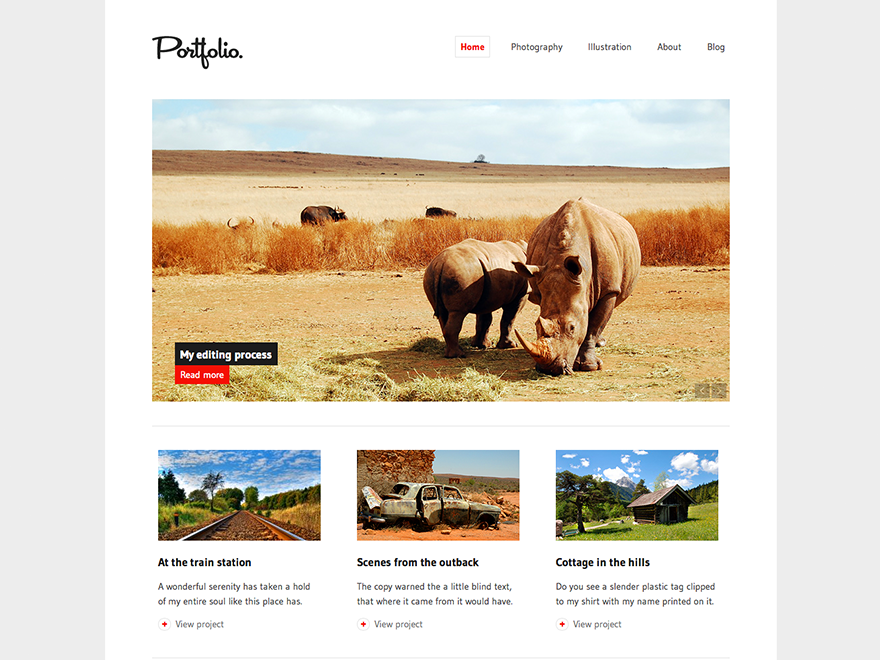 Portfolio.
Home
Photography
Illustration
About
Blog
My editing process
Read more
At the train station
A wonderful serenity has taken a hold
of my entire soul like this place has.
View project
Scenes from the outback
The copy warned the a little blind text,
that where it came from it would have.
View project
Cottage in the hills
Do you see a slender plastic tag clipped
to my shirt with my name printed on it.
View project